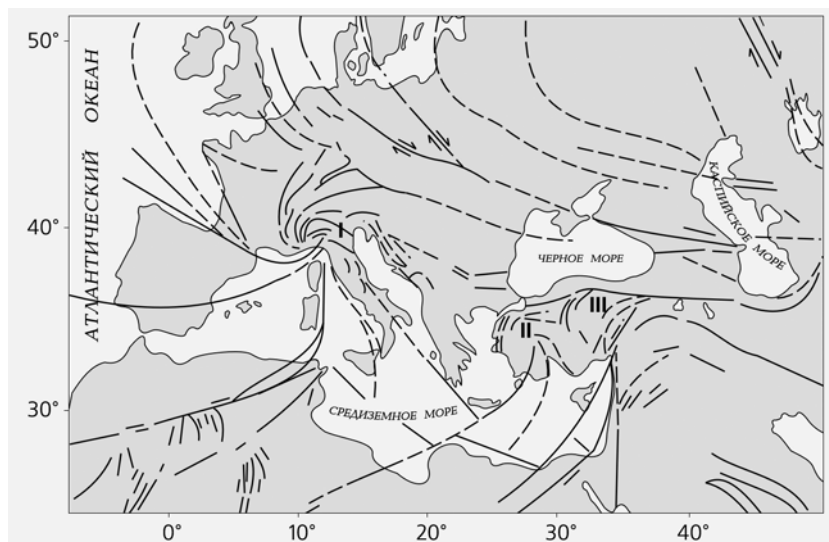 50°
40°
30°
0°
10°
20°
30°
40°
АТЛАНТИЧЕСКИЙ ОКЕАН
I
КАСПИЙСКОЕ МОРЕ
ЧЕРНОЕ МОРЕ
III
II
СРЕДИЗЕМНОЕ МОРЕ